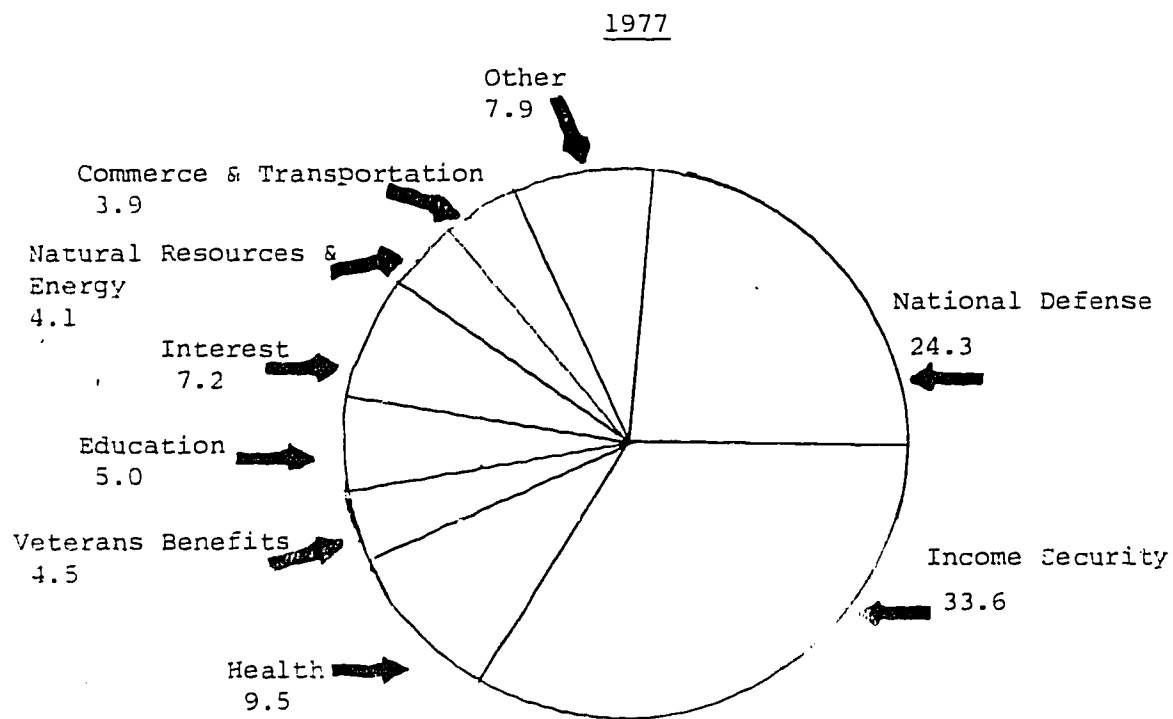 1977
Other
7.9
Commerce & Transportation
3.9
Natural Resources &
Energy
4.1
Interest
7.2
Education
5.0
Veterans Benefits
4.5
Health
9.5
National Defense
24.3
Income Security
33.6